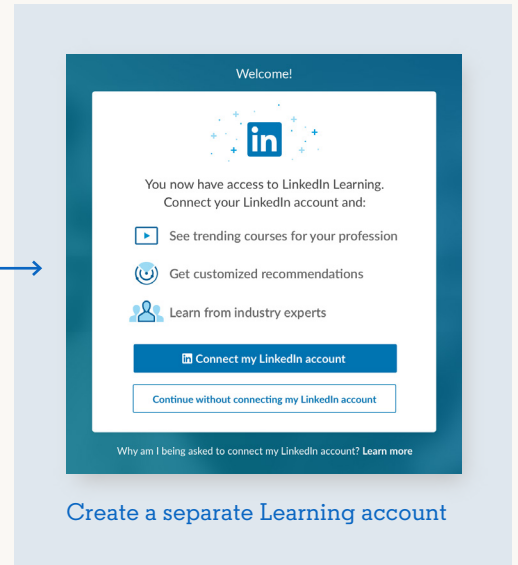 Welcome!
in
You now have access to LinkedIn Learning.
Connect your LinkedIn account and:
See trending courses for your profession
Get customized recommendations
Learn from industry experts
in Connect my LinkedIn account
Continue without connecting my LinkedIn account
Why am I being asked to connect my LinkedIn account? Learn more
Create a separate Learning account